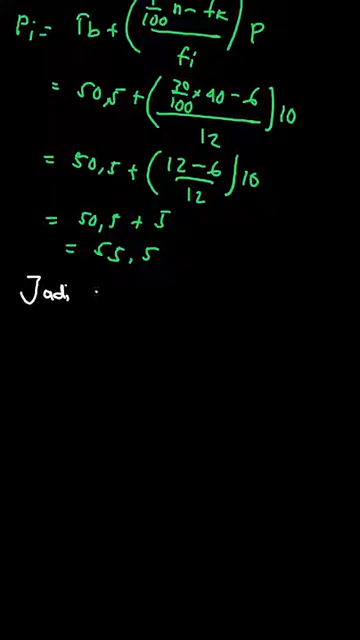 Pi = Tb + ( (i/100 n - fk) / fi ) P
= 50,5 + ( (30/100 × 40 - 6) / 12 ) 10
= 50,5 + ( (12 - 6) / 12 ) 10
= 50,5 + 5
= 55,5
Jadi